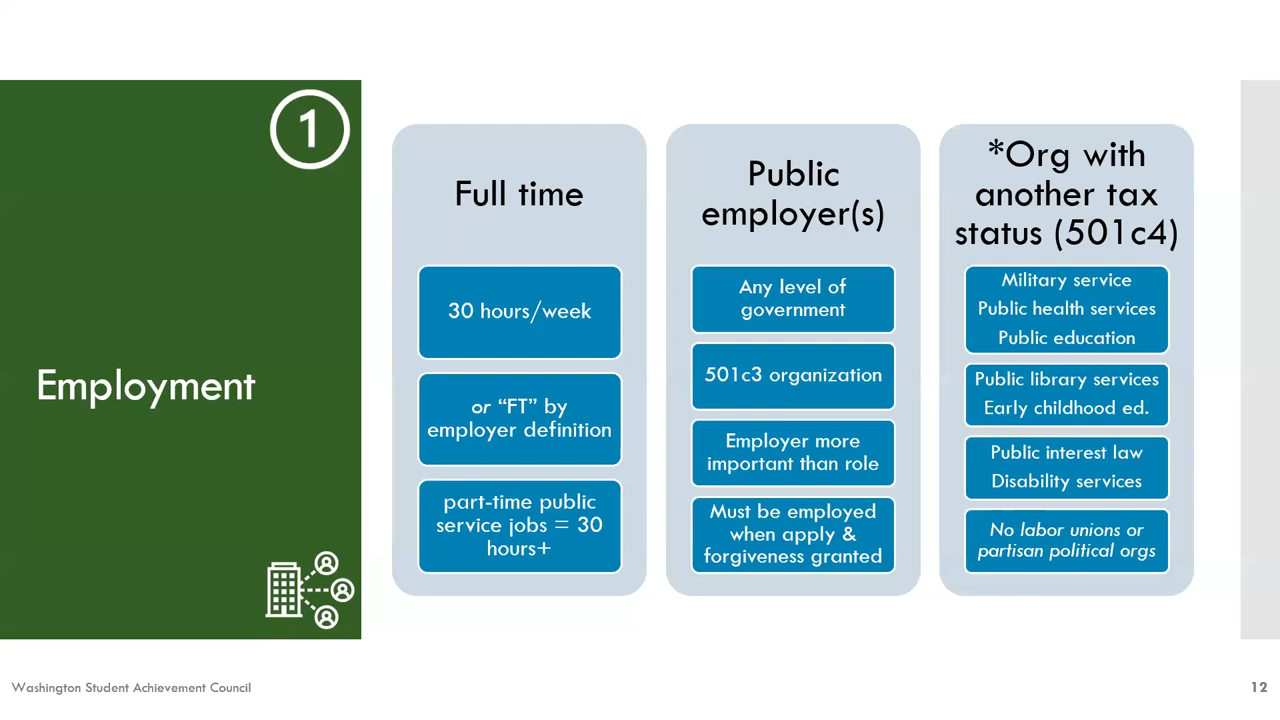 1
Employment
Full time
30 hours/week
or “FT” by
employer definition
part-time public
service jobs = 30
hours+
Public
employer(s)
Any level of
government
501c3 organization
Employer more
important than role
Must be employed
when apply &
forgiveness granted
*Org with
another tax
status (501c4)
Military service
Public health services
Public education
Public library services
Early childhood ed.
Public interest law
Disability services
No labor unions or
partisan political orgs
Washington Student Achievement Council
12